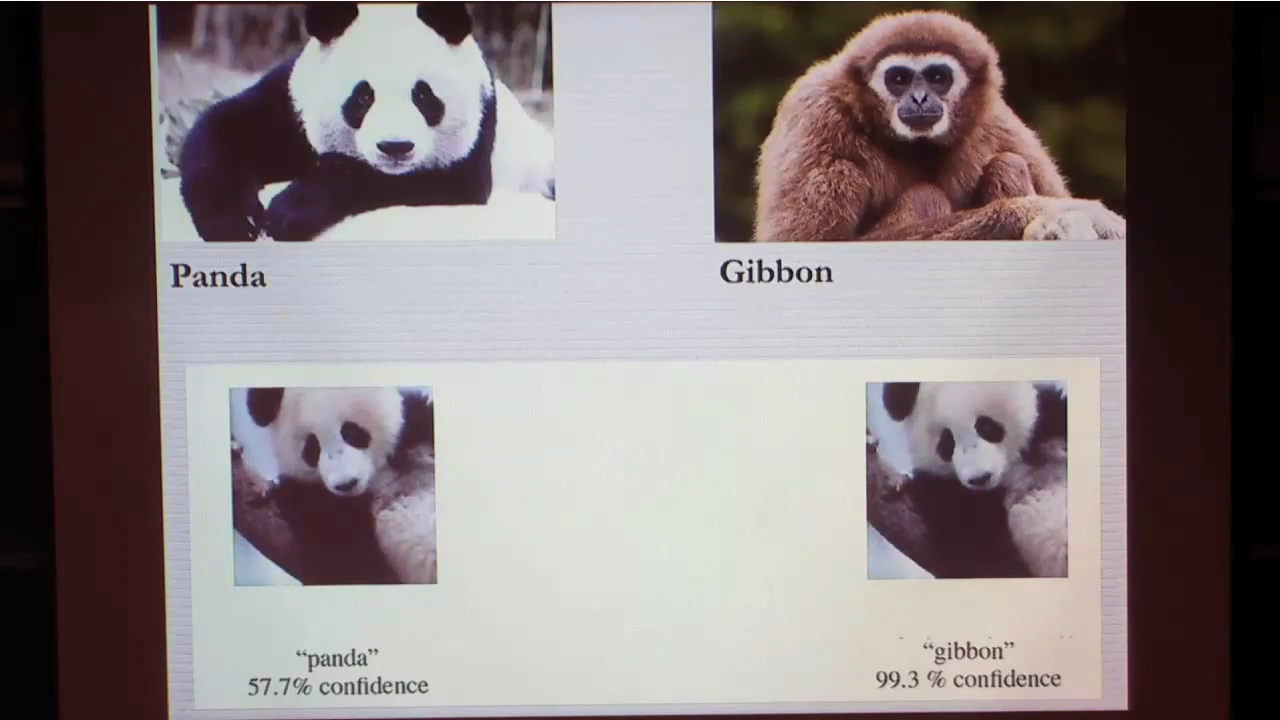 Panda
Gibbon
“panda”
57.7% confidence
“gibbon”
99.3 % confidence